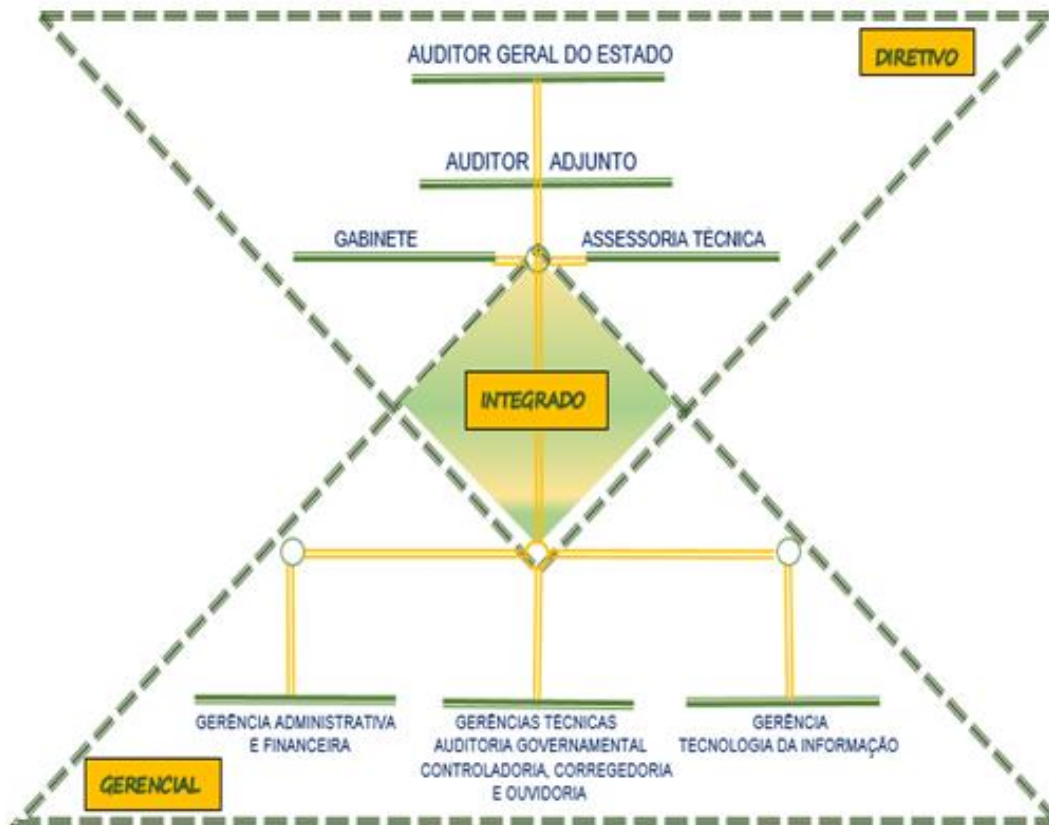 AUDITOR GERAL DO ESTADO
DIRETIVO
AUDITOR ADJUNTO
GABINETE
ASSESSORIA TÉCNICA
INTEGRADO
GERÊNCIA ADMINISTRATIVA
E FINANCEIRA
GERÊNCIAS TÉCNICAS
AUDITORIA GOVERNAMENTAL
CONTROLADORIA, CORREGEDORIA
E OUVIDORIA
GERÊNCIA
TECNOLOGIA DA INFORMAÇÃO
GERENCIAL